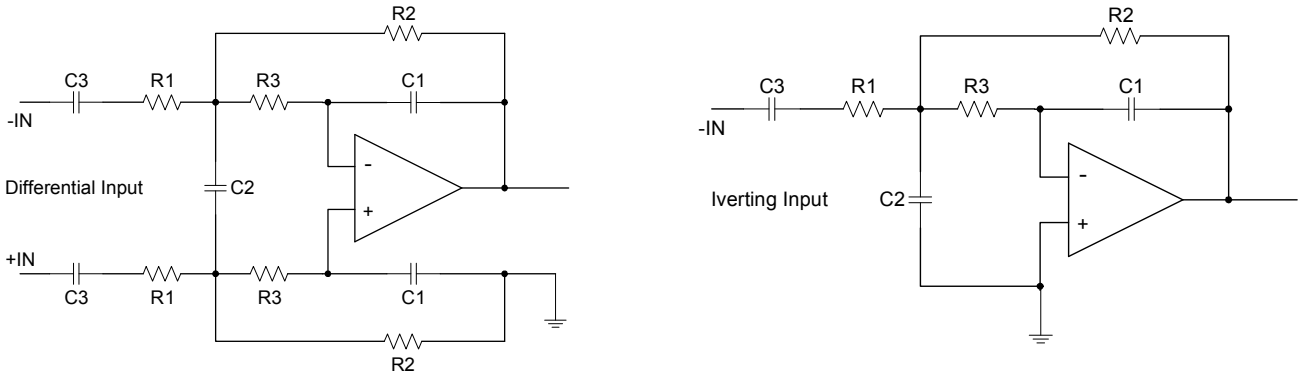 R2
C3
R1
R3
C1
-IN
-
Differential Input
C2
+
+IN
C3
R1
R3
C1
R2
R2
C3
R1
R3
C1
-IN
-
Iverting Input
C2
+